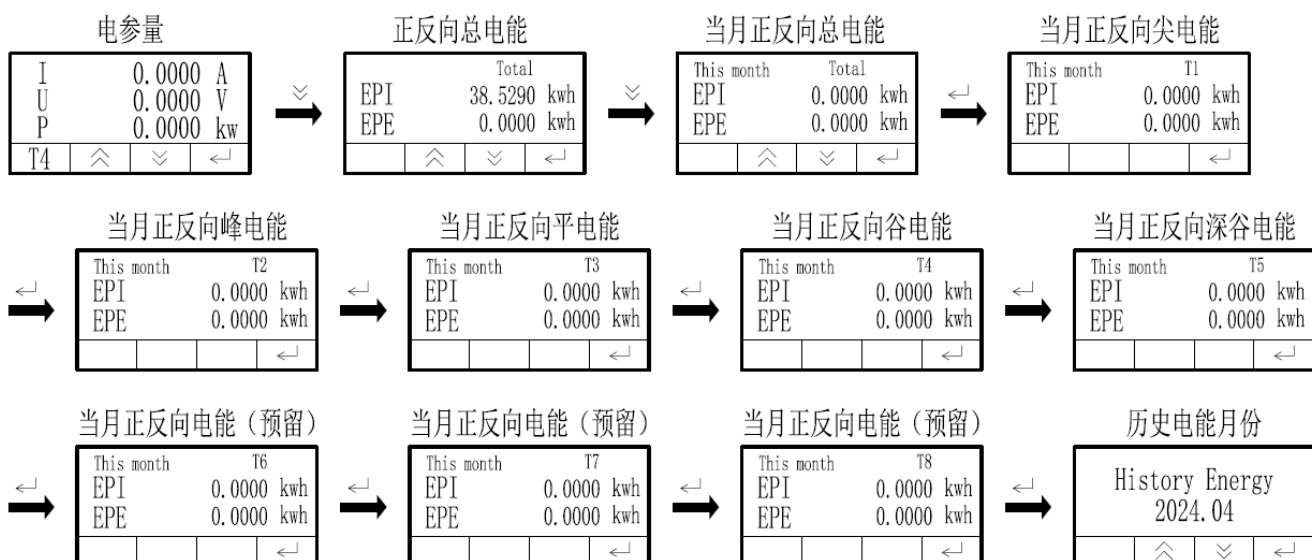 电参量
I 0.0000 A
U 0.0000 V
P 0.0000 kw
T4
正反向总电能
Total
EPI 38.5290 kwh
EPE 0.0000 kwh
当月正反向总电能
This month Total
EPI 0.0000 kwh
EPE 0.0000 kwh
当月正反向尖电能
This month T1
EPI 0.0000 kwh
EPE 0.0000 kwh
当月正反向峰电能
This month T2
EPI 0.0000 kwh
EPE 0.0000 kwh
当月正反向平电能
This month T3
EPI 0.0000 kwh
EPE 0.0000 kwh
当月正反向谷电能
This month T4
EPI 0.0000 kwh
EPE 0.0000 kwh
当月正反向深谷电能
This month T5
EPI 0.0000 kwh
EPE 0.0000 kwh
当月正反向电能（预留）
This month T6
EPI 0.0000 kwh
EPE 0.0000 kwh
当月正反向电能（预留）
This month T7
EPI 0.0000 kwh
EPE 0.0000 kwh
当月正反向电能（预留）
This month T8
EPI 0.0000 kwh
EPE 0.0000 kwh
历史电能月份
History Energy
2024.04